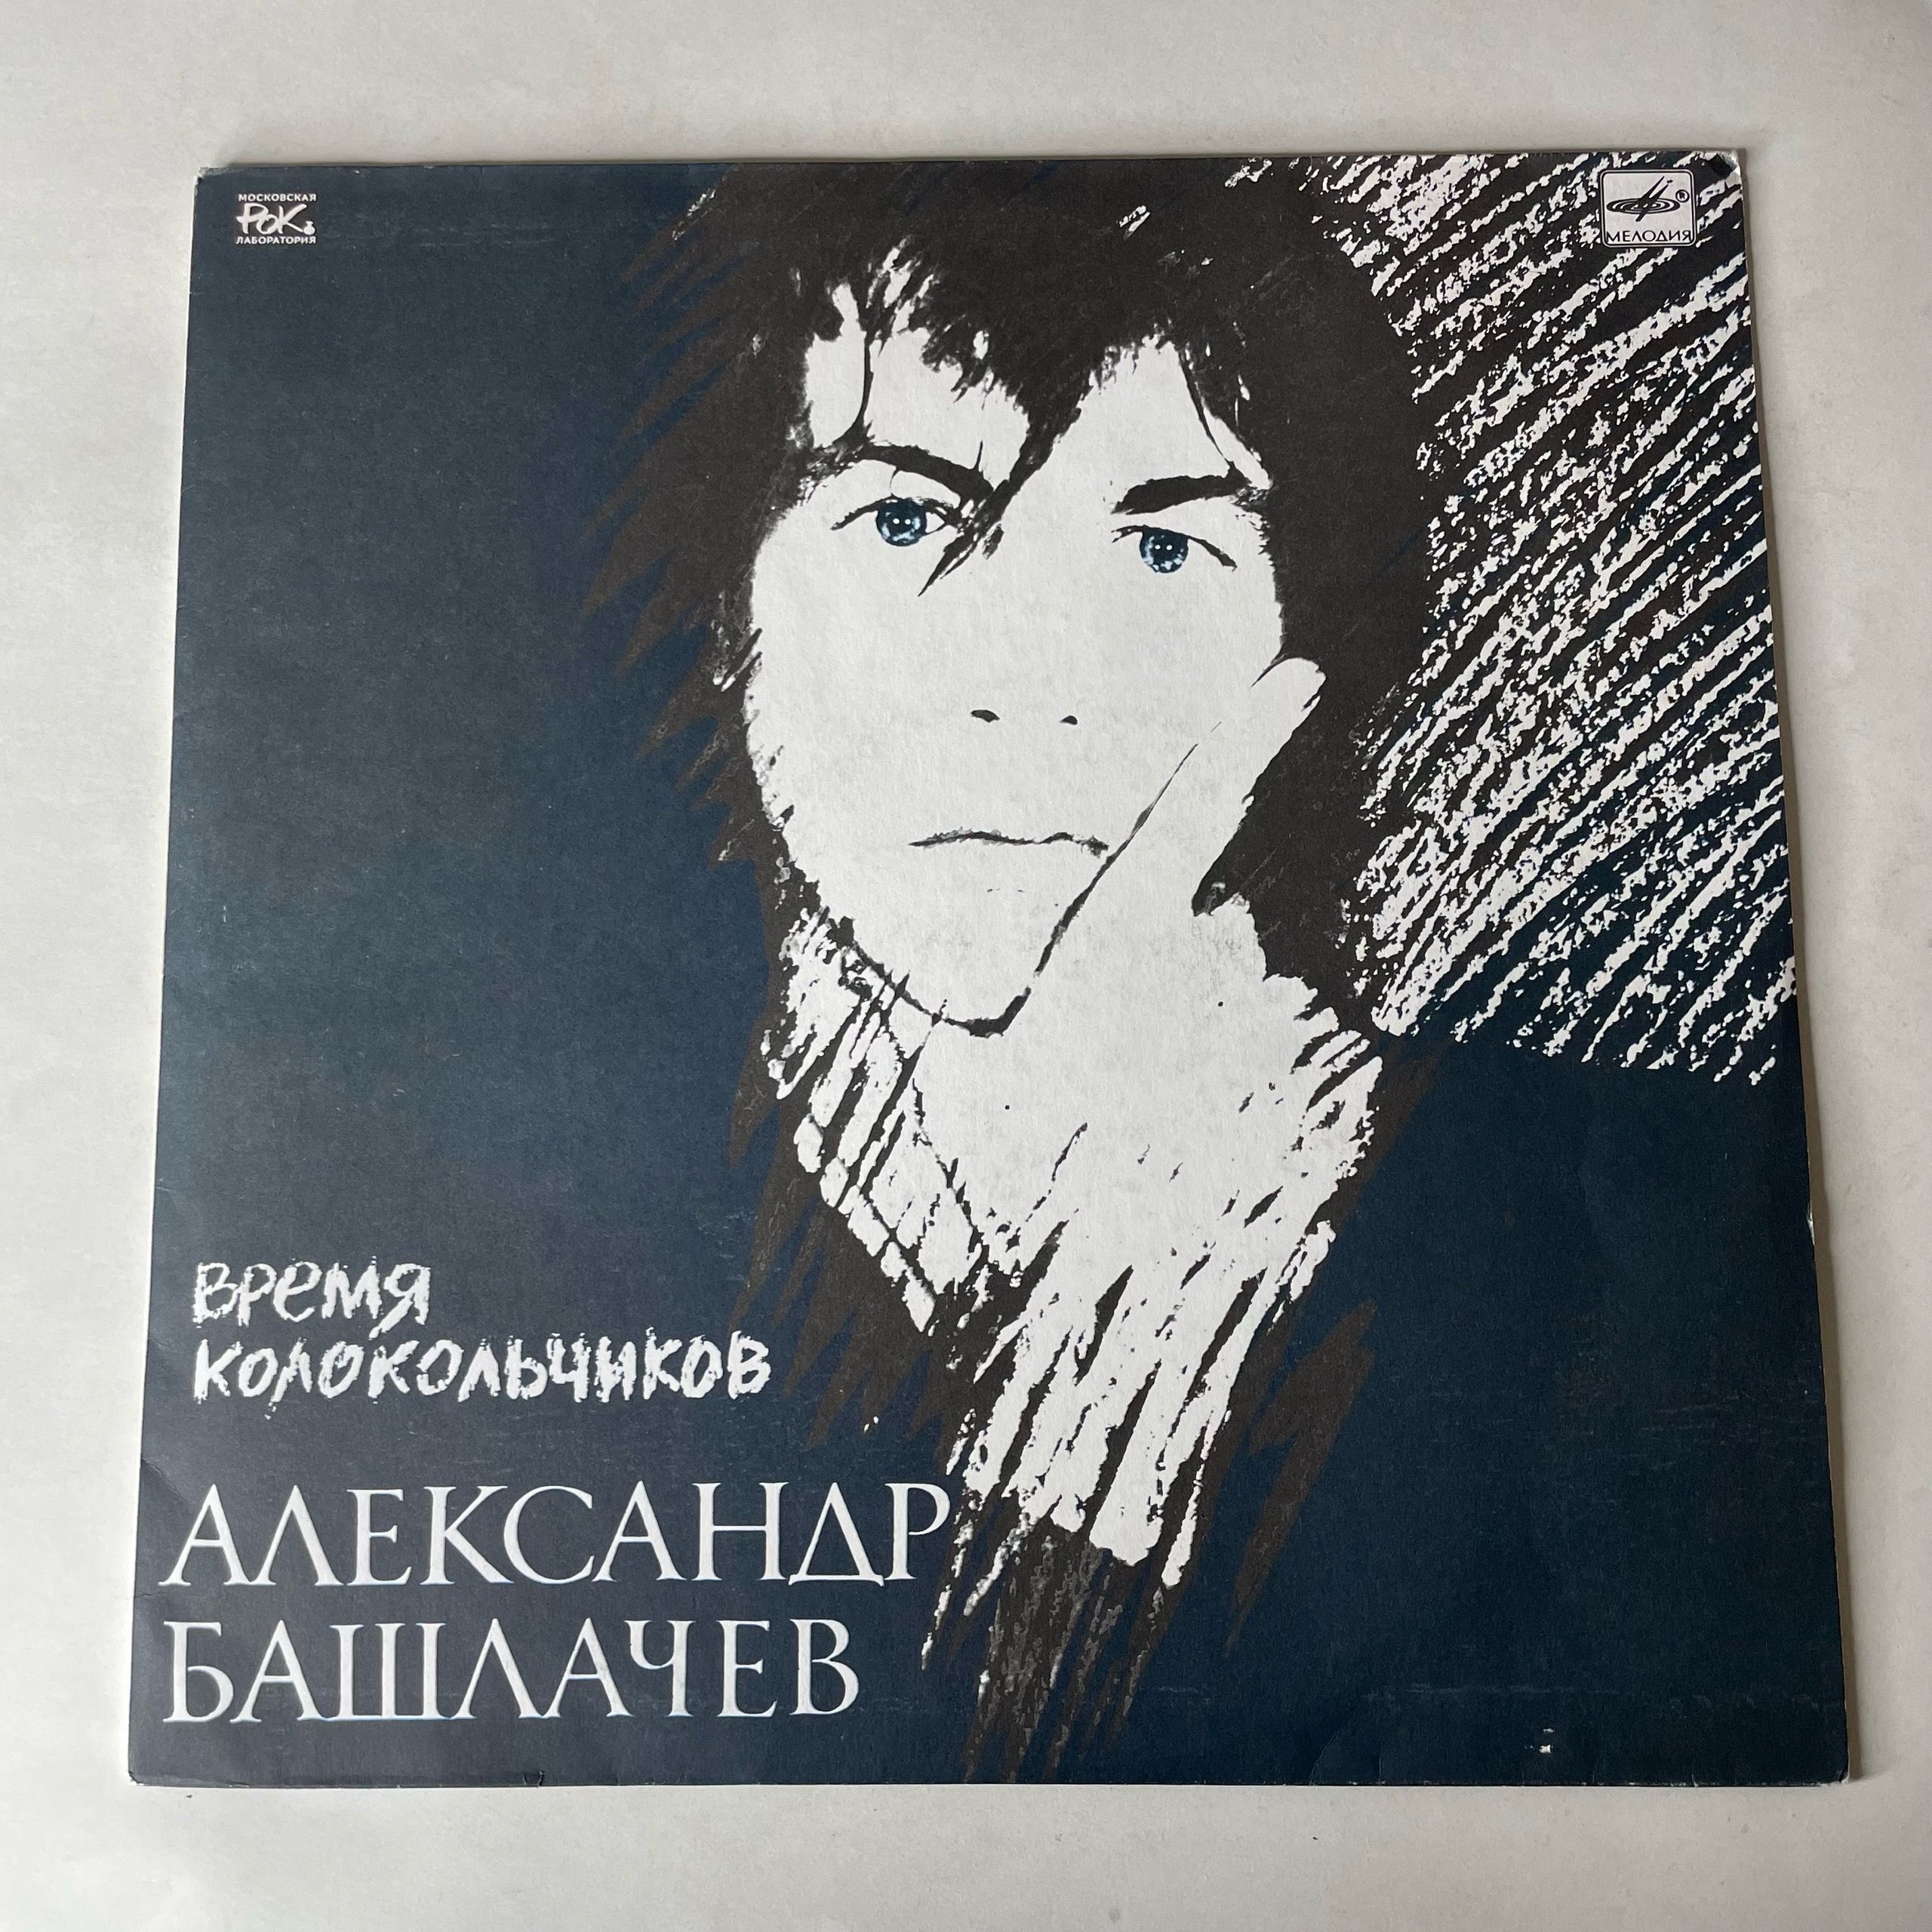 МОСКОВСКАЯ
РОК
ЛАБОРАТОРИЯ
®
МЕЛОДИЯ
время
колокольчиков
АЛЕКСАНДР
БАШЛАЧЕВ